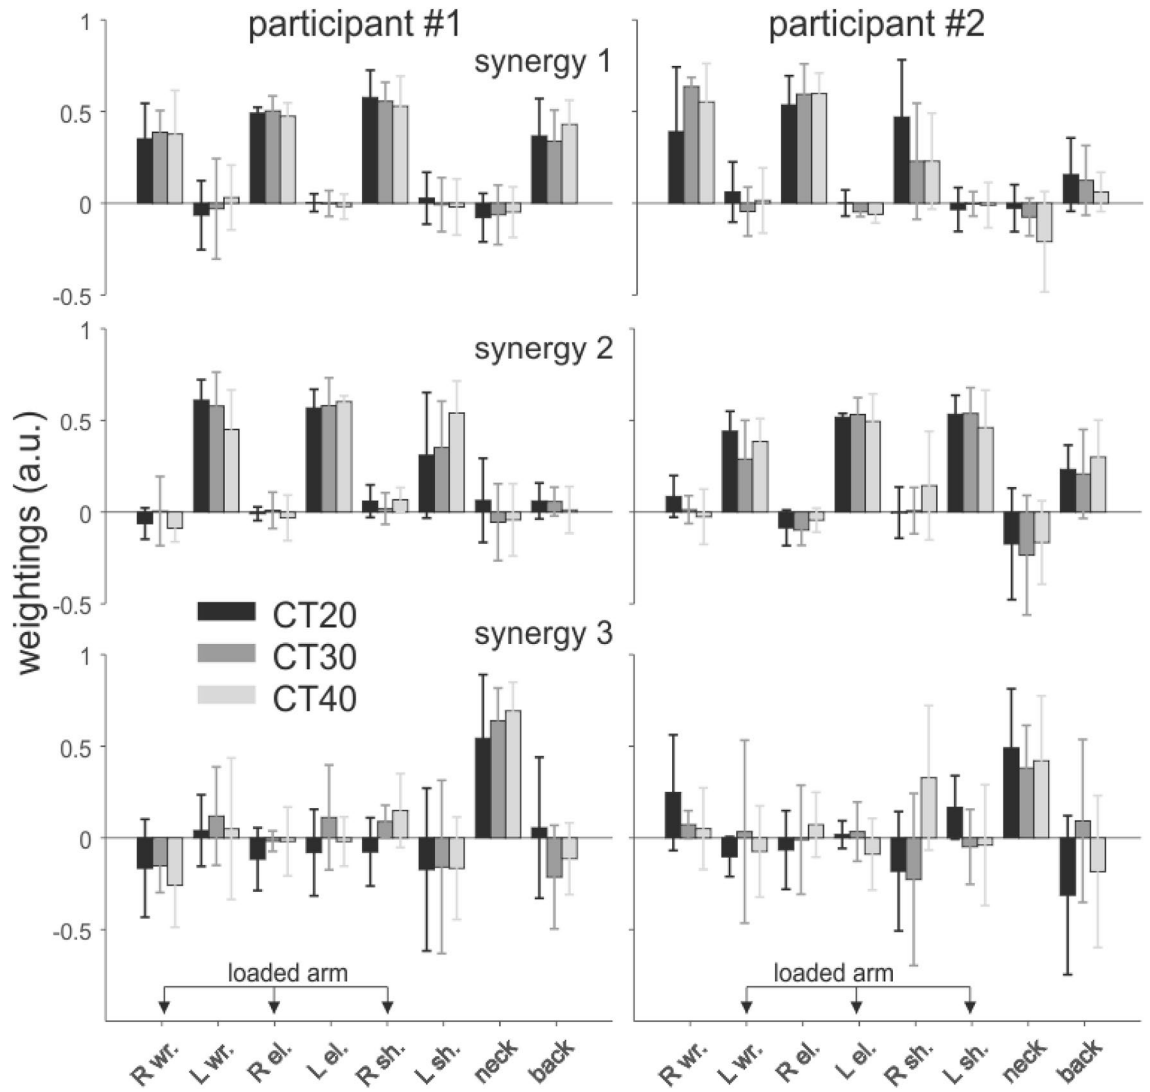 participant #1
participant #2
synergy 1
1
0.5
0
-0.5
synergy 2
1
0.5
0
-0.5
weightings (a.u.)
CT20
CT30
CT40
synergy 3
1
0.5
0
-0.5
loaded arm
loaded arm
R wr.
L wr.
R el.
L el.
R sh.
L sh.
neck
back
R wr.
L wr.
R el.
L el.
R sh.
L sh.
neck
back